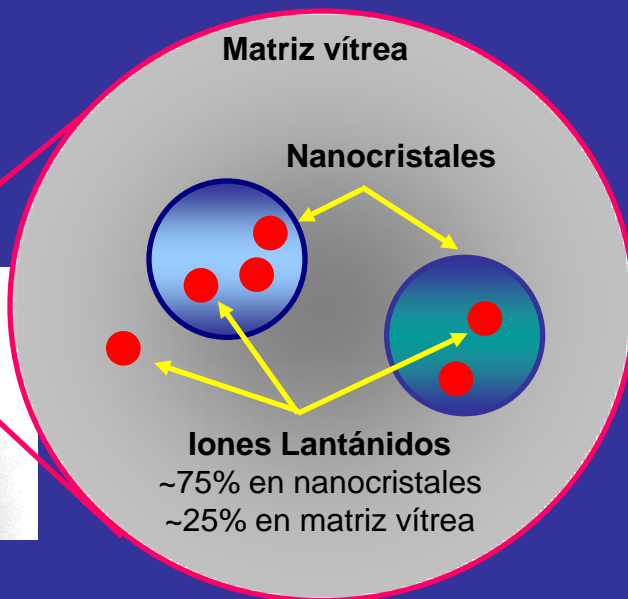 Matriz vítrea
Nanocristales
Iones Lantánidos
~75% en nanocristales
~25% en matriz vítrea